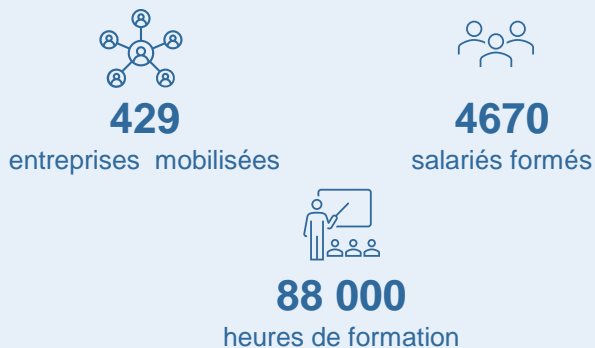 429
entreprises mobilisées
4670
salariés formés
88 000
heures de formation